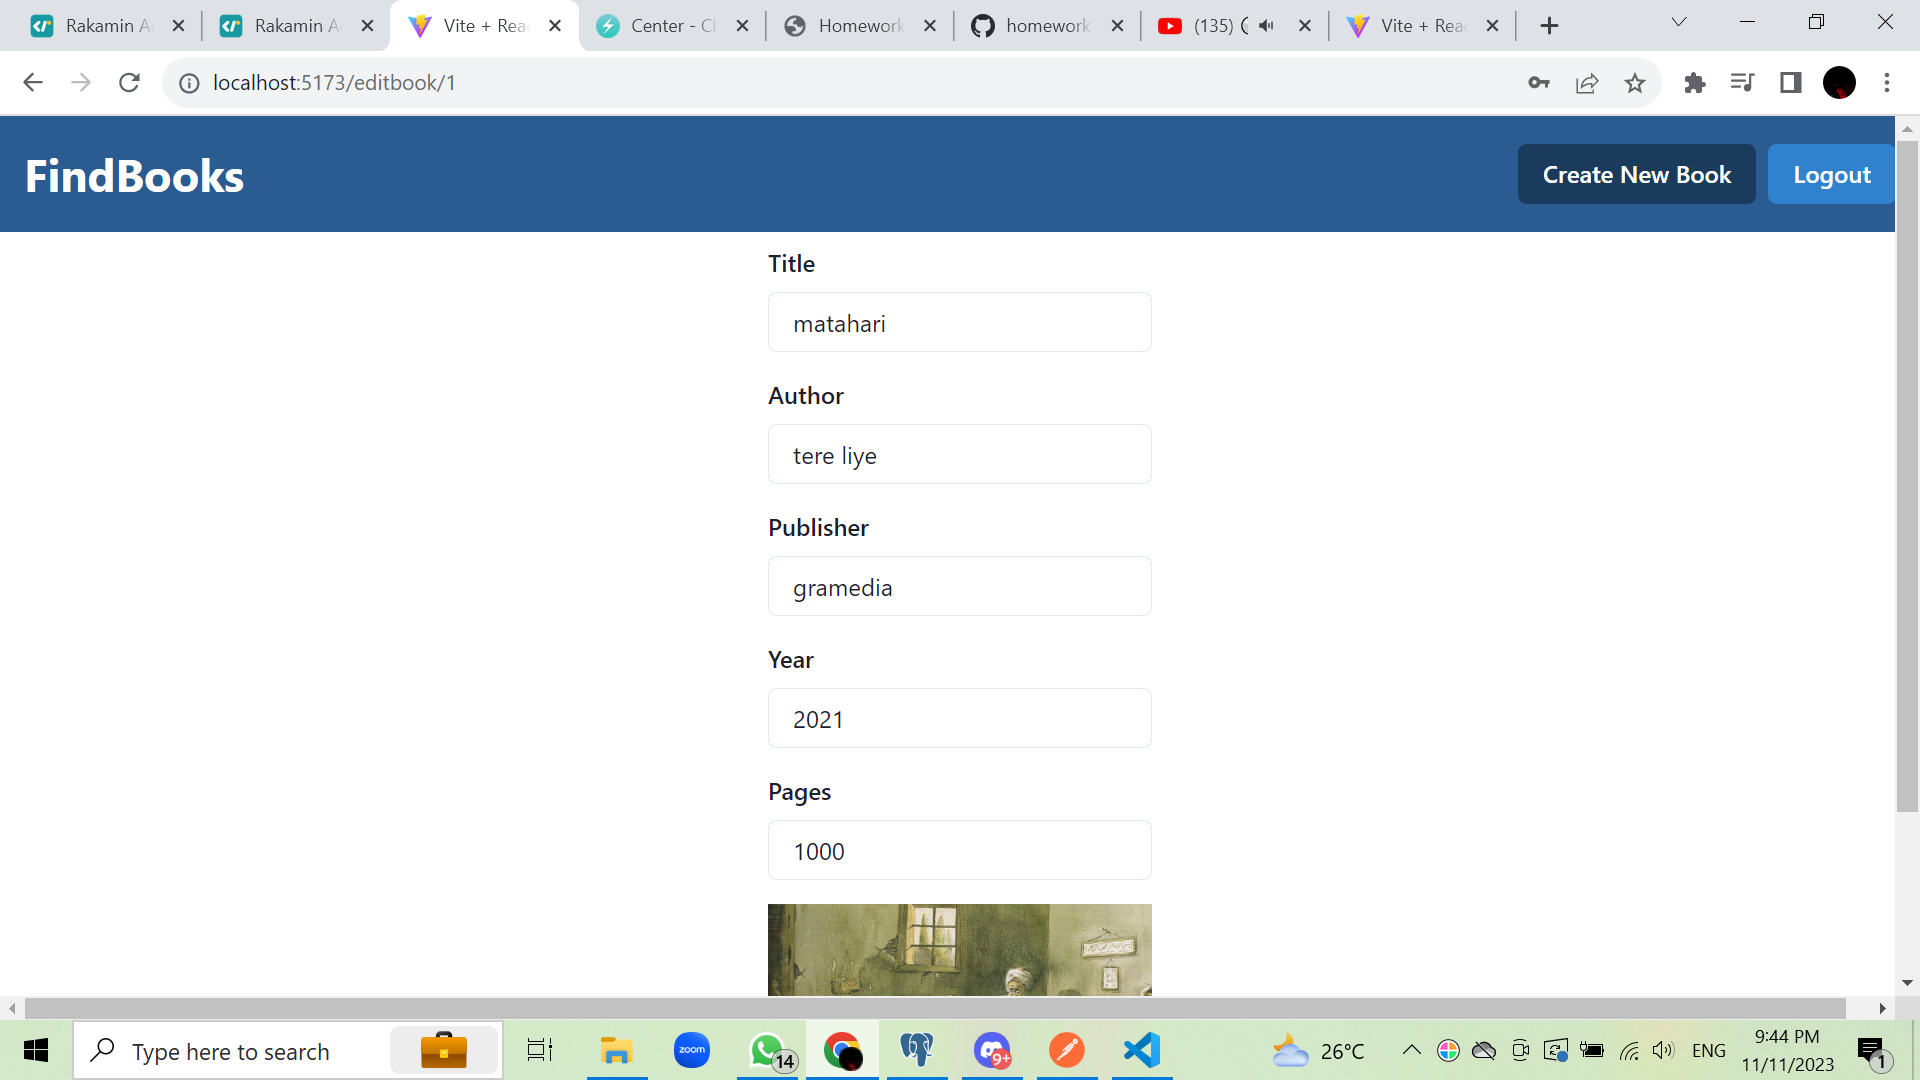 Rakamin A
Rakamin A
Vite + Rea
Center - C
Homework
homework
(135)
Vite + Rea
localhost:5173/editbook/1
FindBooks
Create New Book
Logout
Title
matahari
Author
tere liye
Publisher
gramedia
Year
2021
Pages
1000
Type here to search
zoom
14
9+
26°C
ENG
9:44 PM
11/11/2023
1